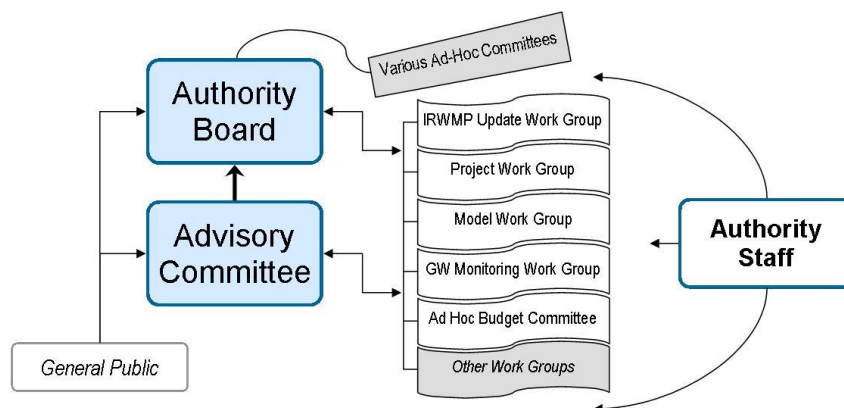 Various Ad-Hoc Committees
Authority
Board
IRWMP Update Work Group
Project Work Group
Model Work Group
Advisory
Committee
GW Monitoring Work Group
Ad Hoc Budget Committee
Other Work Groups
Authority
Staff
General Public